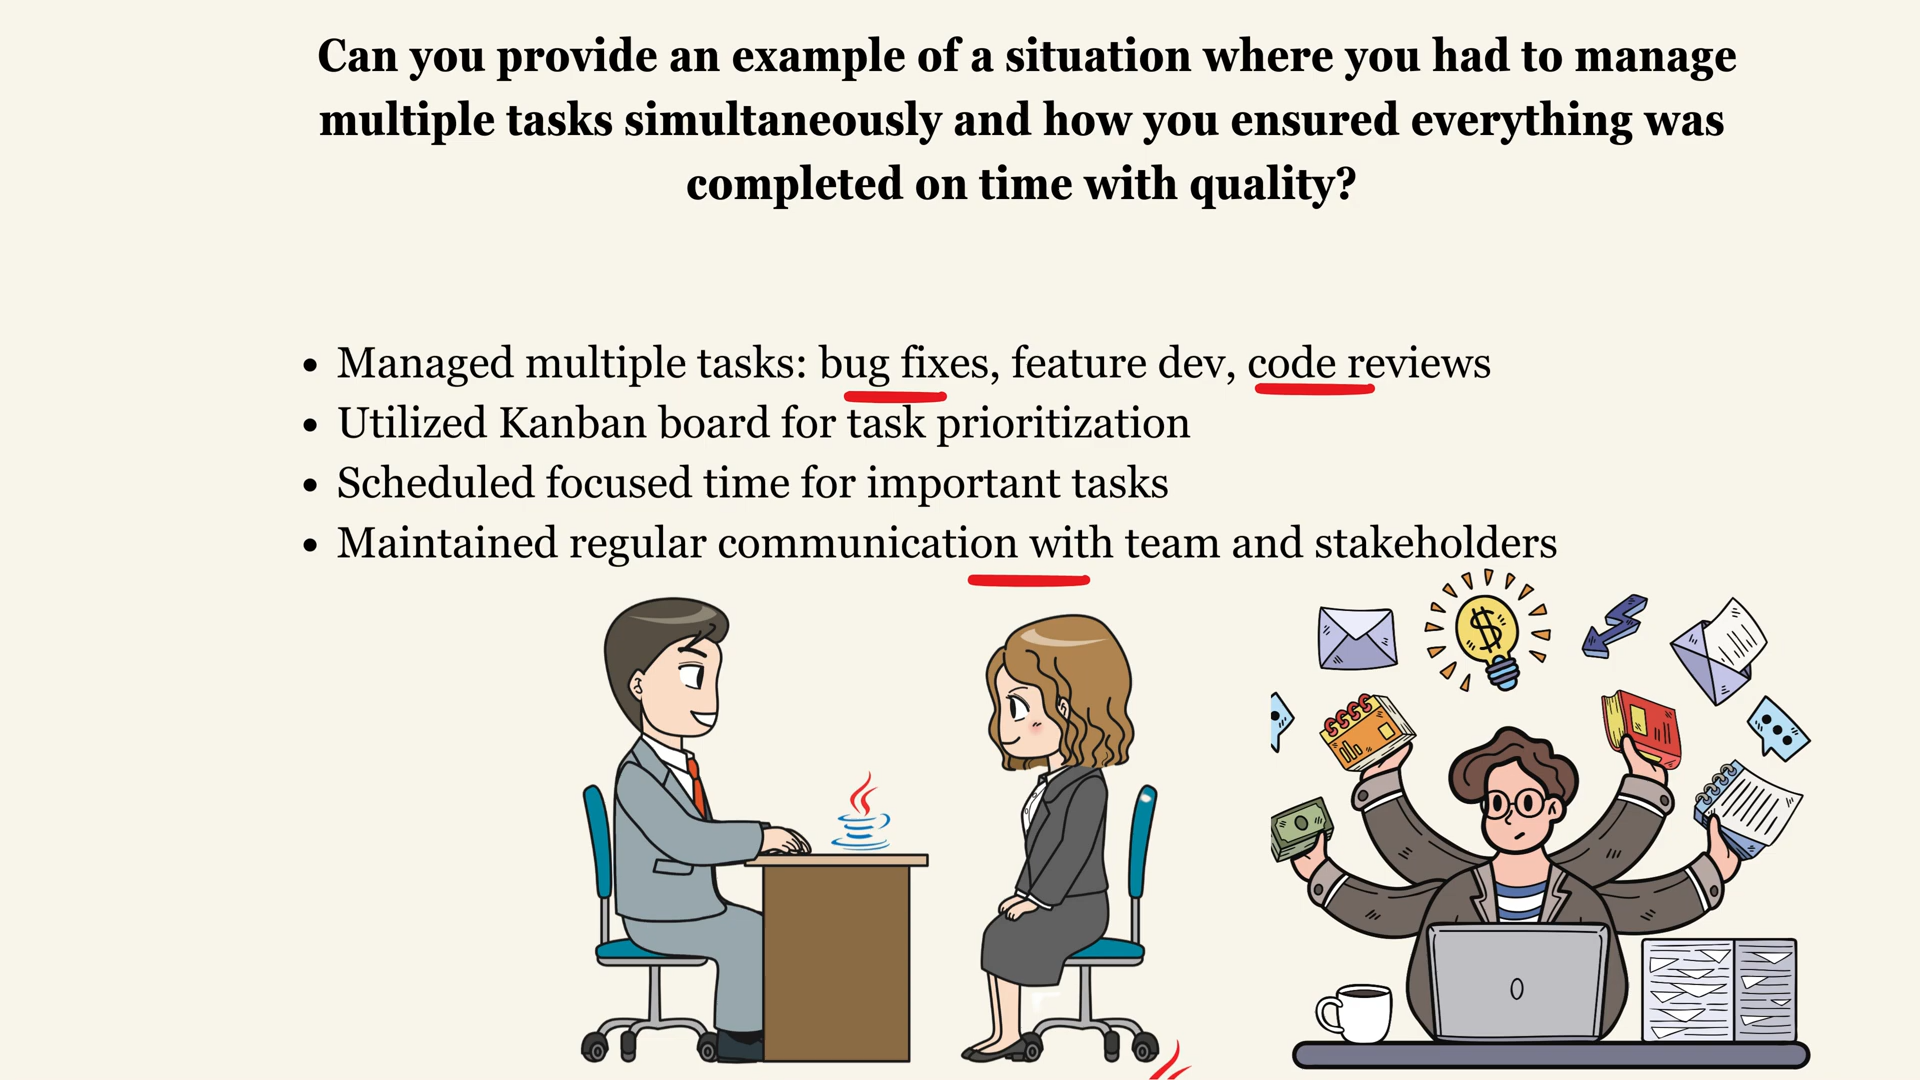 Can you provide an example of a situation where you had to manage
multiple tasks simultaneously and how you ensured everything was
completed on time with quality?
• Managed multiple tasks: bug fixes, feature dev, code reviews
• Utilized Kanban board for task prioritization
• Scheduled focused time for important tasks
• Maintained regular communication with team and stakeholders